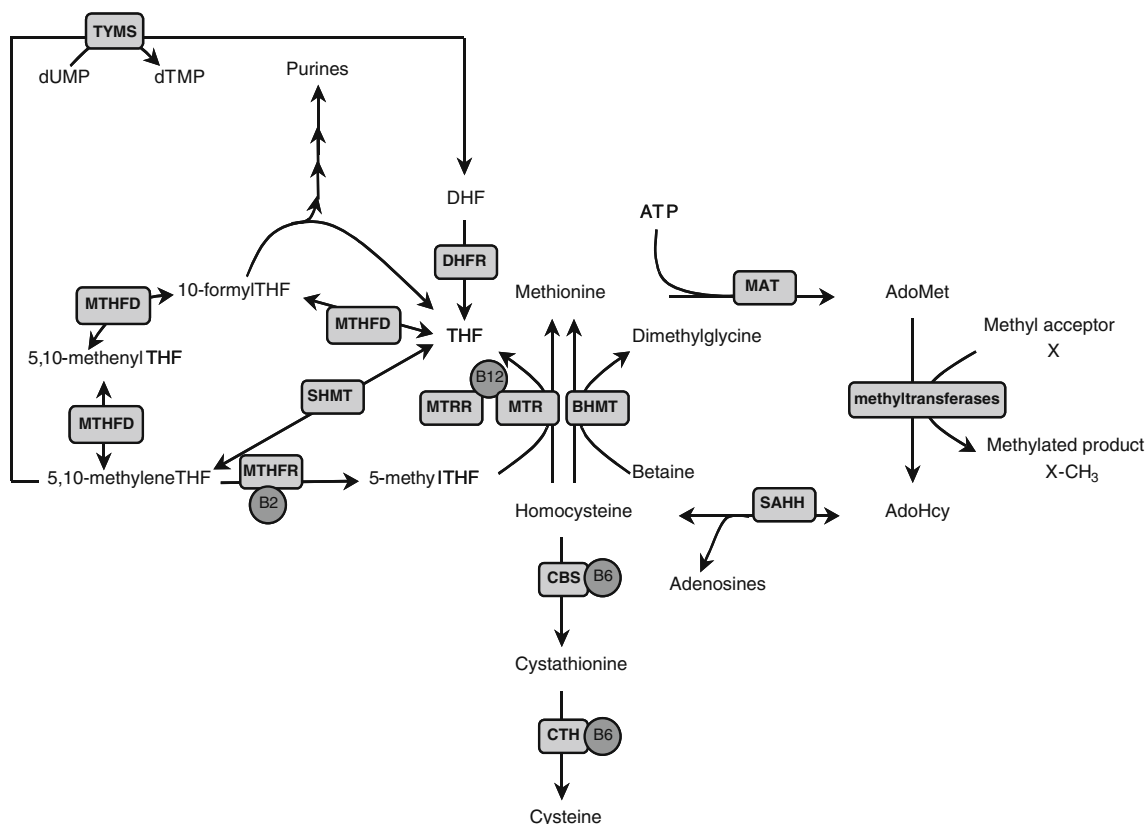 TYMS
dUMP
dTMP
Purines
DHF
ATP
DHFR
MAT
MTHFD
10-formylTHF
Methionine
AdoMet
MTHFD
THF
Dimethylglycine
Methyl acceptor
X
5,10-methenyl THF
B12
SHMT
MTRR
MTR
BHMT
methyltransferases
MTHFD
5,10-methyleneTHF
MTHFR
B2
5-methylTHF
Betaine
Methylated product
X-CH₃
Homocysteine
SAHH
AdoHcy
CBS
B6
Adenosines
Cystathionine
CTH
B6
Cysteine